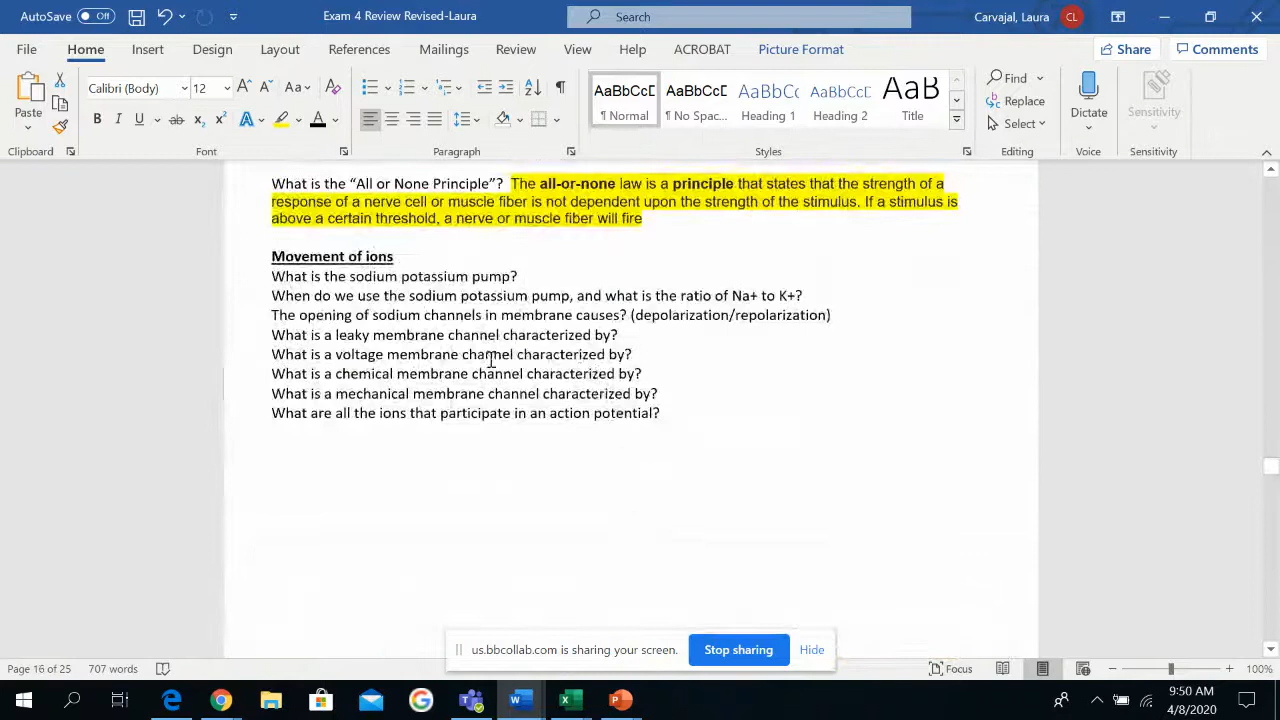 AutoSave Off
Exam 4 Review Revised-Laura
Search
Carvajal, Laura CL
File Home Insert Design Layout References Mailings Review View Help ACROBAT Picture Format Share Comments
Paste
Calibri (Body) 12
Aa
B I U ab x₂ x² A A
AaBbCcD AaBbCcD AaBbCc AaBbCcD AaB
¶ Normal ¶ No Spac... Heading 1 Heading 2 Title
Find
Replace
Select
Dictate
Sensitivity
Clipboard Font Paragraph Styles Editing Voice Sensitivity
What is the “All or None Principle”? The all-or-none law is a principle that states that the strength of a
response of a nerve cell or muscle fiber is not dependent upon the strength of the stimulus. If a stimulus is
above a certain threshold, a nerve or muscle fiber will fire
Movement of ions
What is the sodium potassium pump?
When do we use the sodium potassium pump, and what is the ratio of Na+ to K+?
The opening of sodium channels in membrane causes? (depolarization/repolarization)
What is a leaky membrane channel characterized by?
What is a voltage membrane channel characterized by?
What is a chemical membrane channel characterized by?
What is a mechanical membrane channel characterized by?
What are all the ions that participate in an action potential?
us.bbcollab.com is sharing your screen. Stop sharing Hide
Page 16 of 25 707 words Focus 100%
9:50 AM
4/8/2020